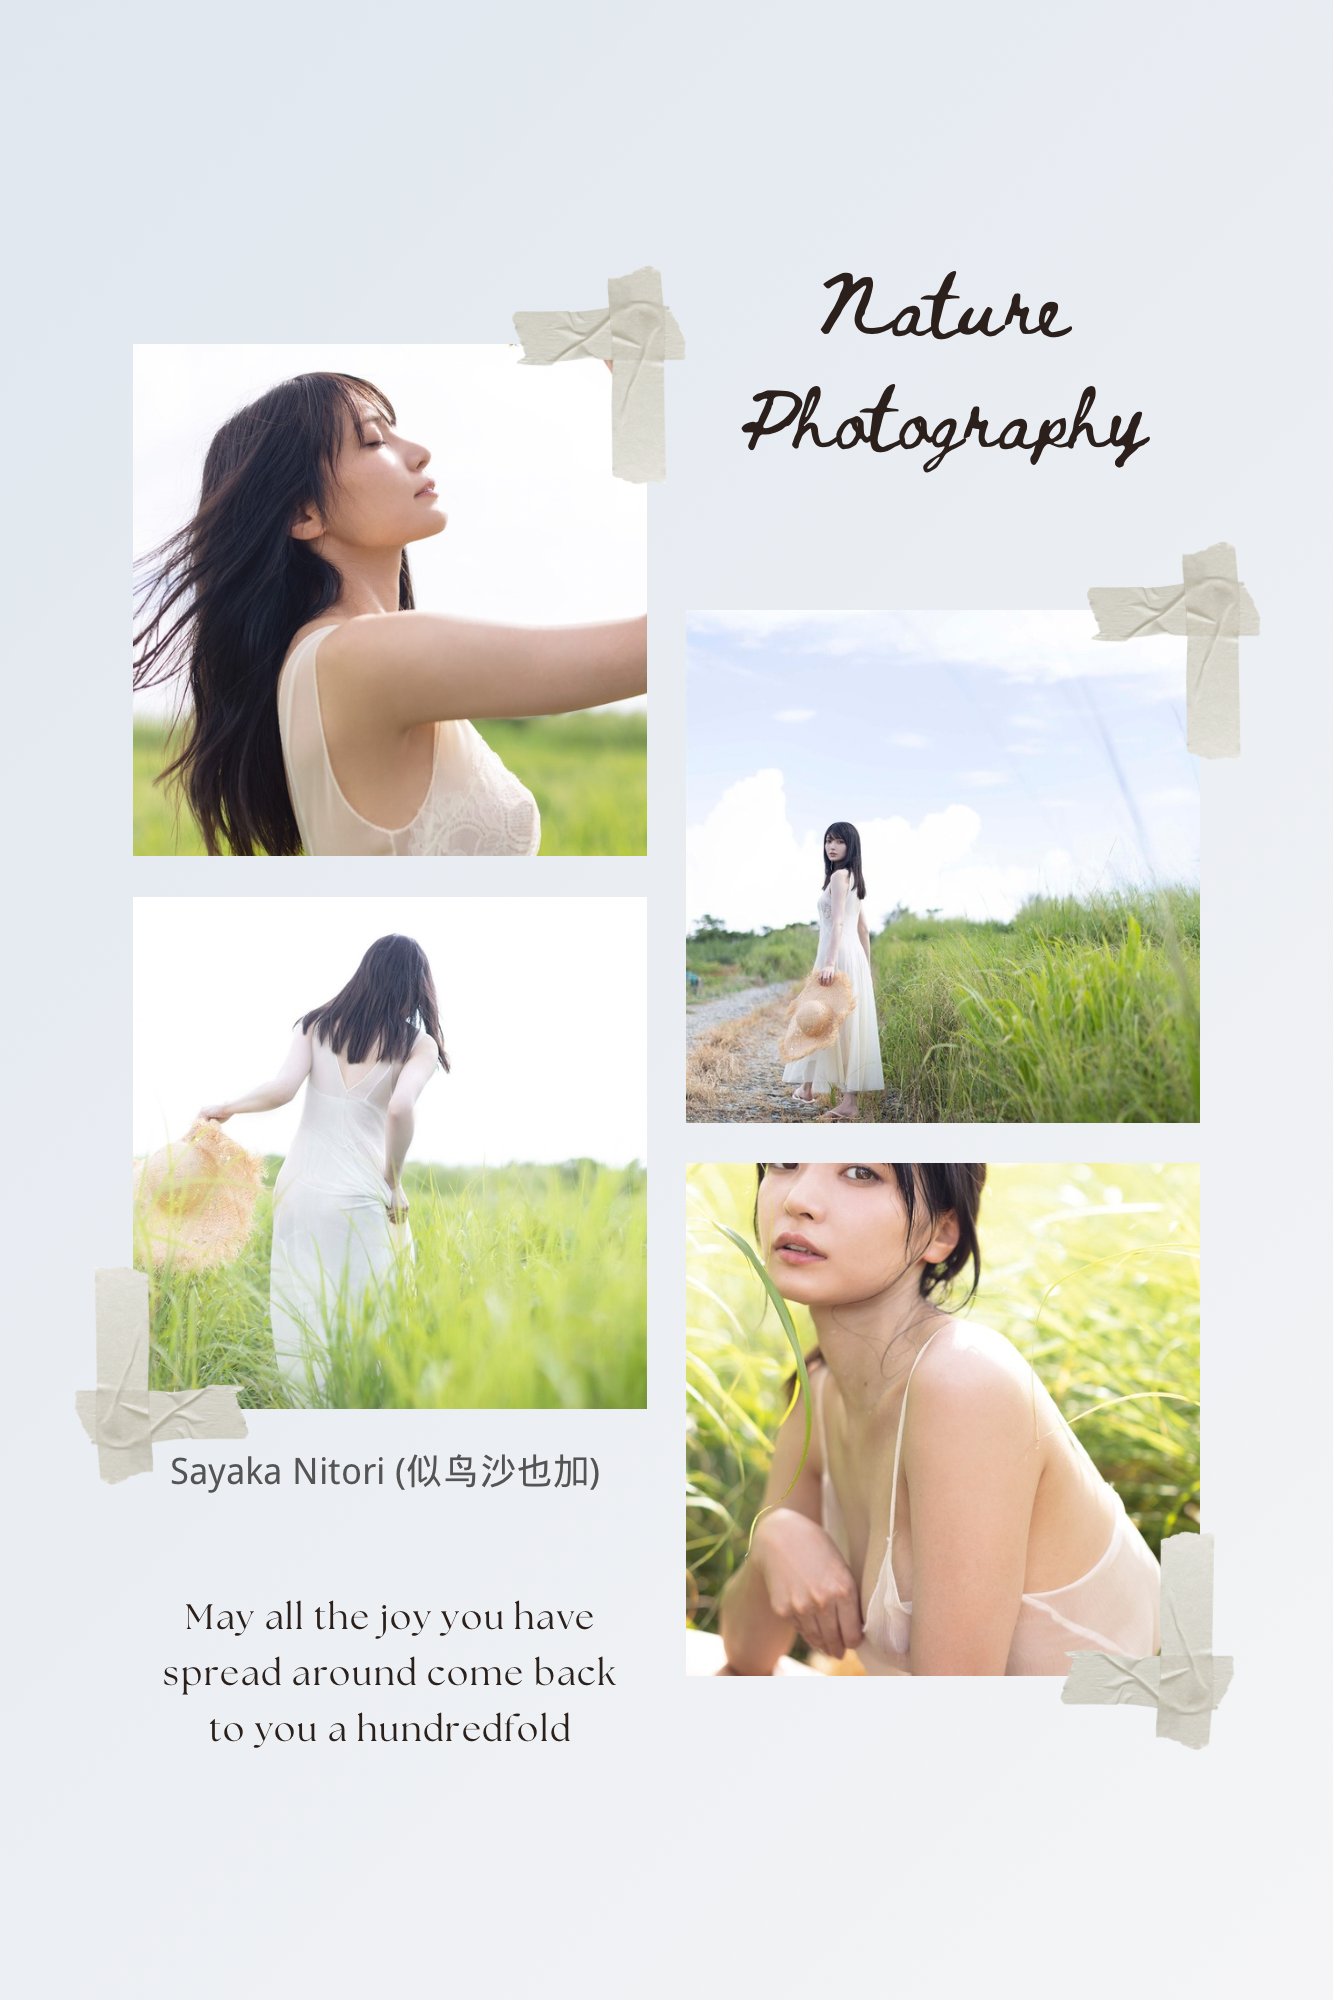 Nature
Photography
Sayaka Nitori (似鸟沙也加)
May all the joy you have
spread around come back
to you a hundredfold